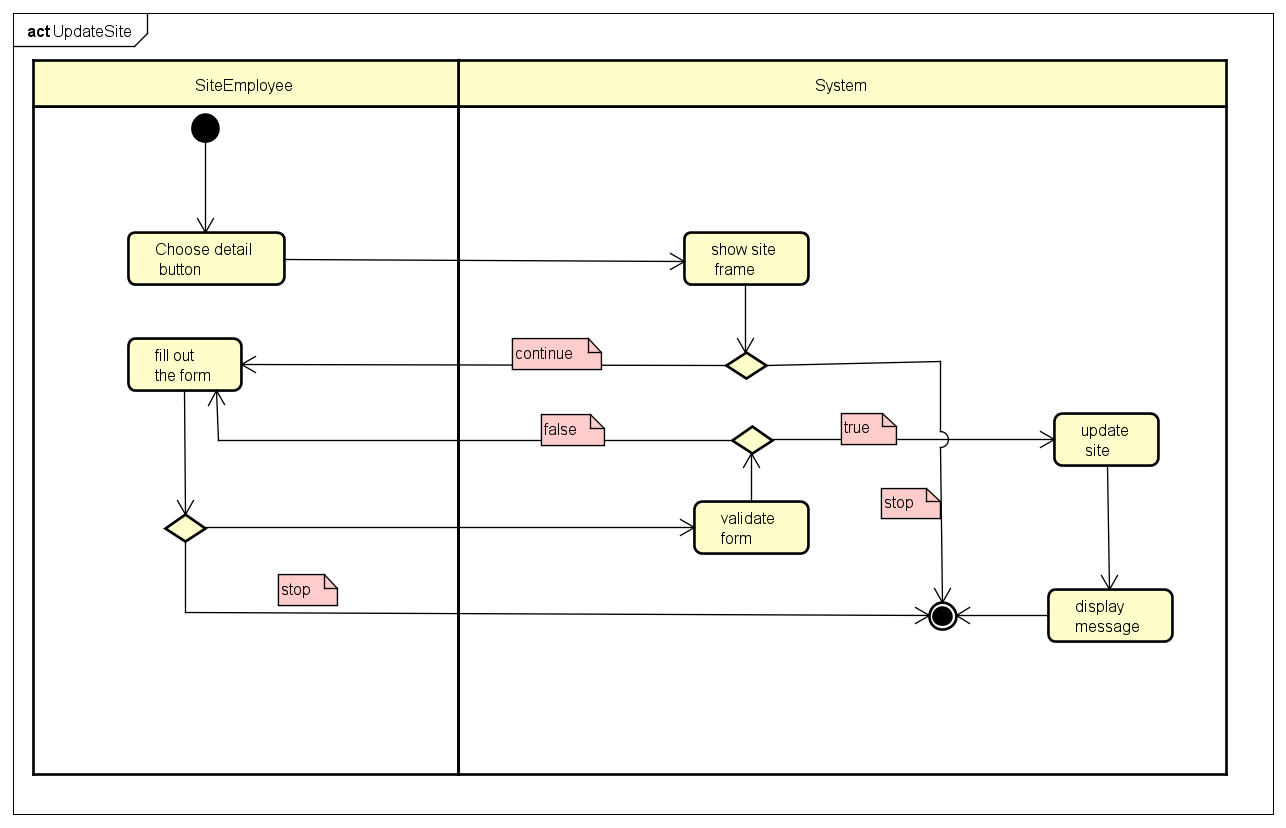 act UpdateSite
SiteEmployee
System
Choose detail
button
show site
frame
fill out
the form
continue
false
true
update
site
stop
validate
form
stop
display
message